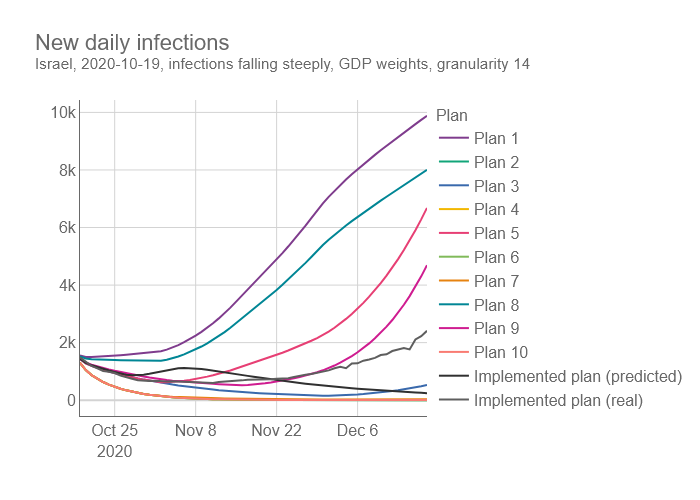 New daily infections
Israel, 2020-10-19, infections falling steeply, GDP weights, granularity 14
10k
8k
6k
4k
2k
0
Oct 25
2020
Nov 8
Nov 22
Dec 6
Plan
Plan 1
Plan 2
Plan 3
Plan 4
Plan 5
Plan 6
Plan 7
Plan 8
Plan 9
Plan 10
Implemented plan (predicted)
Implemented plan (real)